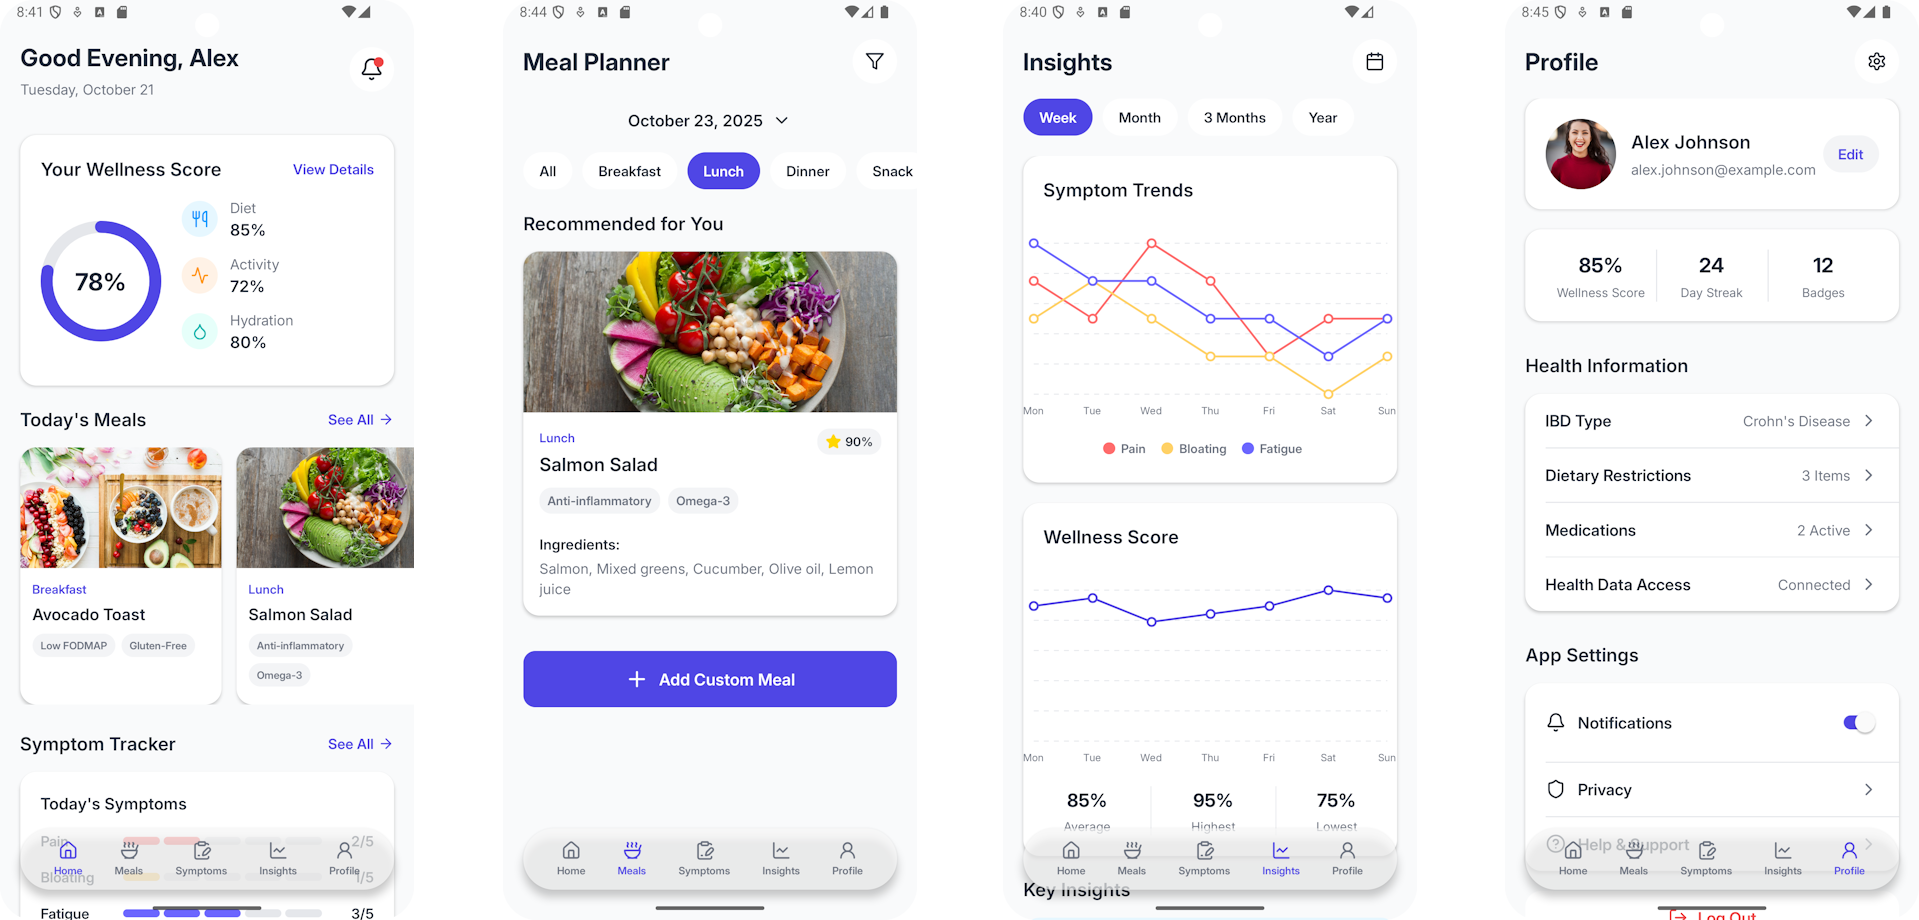 8:41
Good Evening, Alex
Tuesday, October 21
Your Wellness Score
View Details
78%
Diet
85%
Activity
72%
Hydration
80%
Today's Meals
See All
Breakfast
Avocado Toast
Low FODMAP
Gluten-Free
Lunch
Salmon Salad
Anti-inflammatory
Omega-3
Symptom Tracker
See All
Today's Symptoms
Pain
2/5
Bloating
1/5
Home
Meals
Symptoms
Insights
Profile
Fatigue
3/5
8:44
Meal Planner
October 23, 2025
All
Breakfast
Lunch
Dinner
Snack
Recommended for You
Lunch
90%
Salmon Salad
Anti-inflammatory
Omega-3
Ingredients:
Salmon, Mixed greens, Cucumber, Olive oil, Lemon
juice
Add Custom Meal
Home
Meals
Symptoms
Insights
Profile
8:40
Insights
Week
Month
3 Months
Year
Symptom Trends
Mon
Tue
Wed
Thu
Fri
Sat
Sun
Pain
Bloating
Fatigue
Wellness Score
Mon
Tue
Wed
Thu
Fri
Sat
Sun
85%
95%
75%
Average
Highest
Lowest
Home
Meals
Symptoms
Insights
Profile
Key Insights
8:45
Profile
Alex Johnson
alex.johnson@example.com
Edit
85%
Wellness Score
24
Day Streak
12
Badges
Health Information
IBD Type
Crohn's Disease
Dietary Restrictions
3 Items
Medications
2 Active
Health Data Access
Connected
App Settings
Notifications
Privacy
Help & Support
Home
Meals
Symptoms
Insights
Profile
Log Out